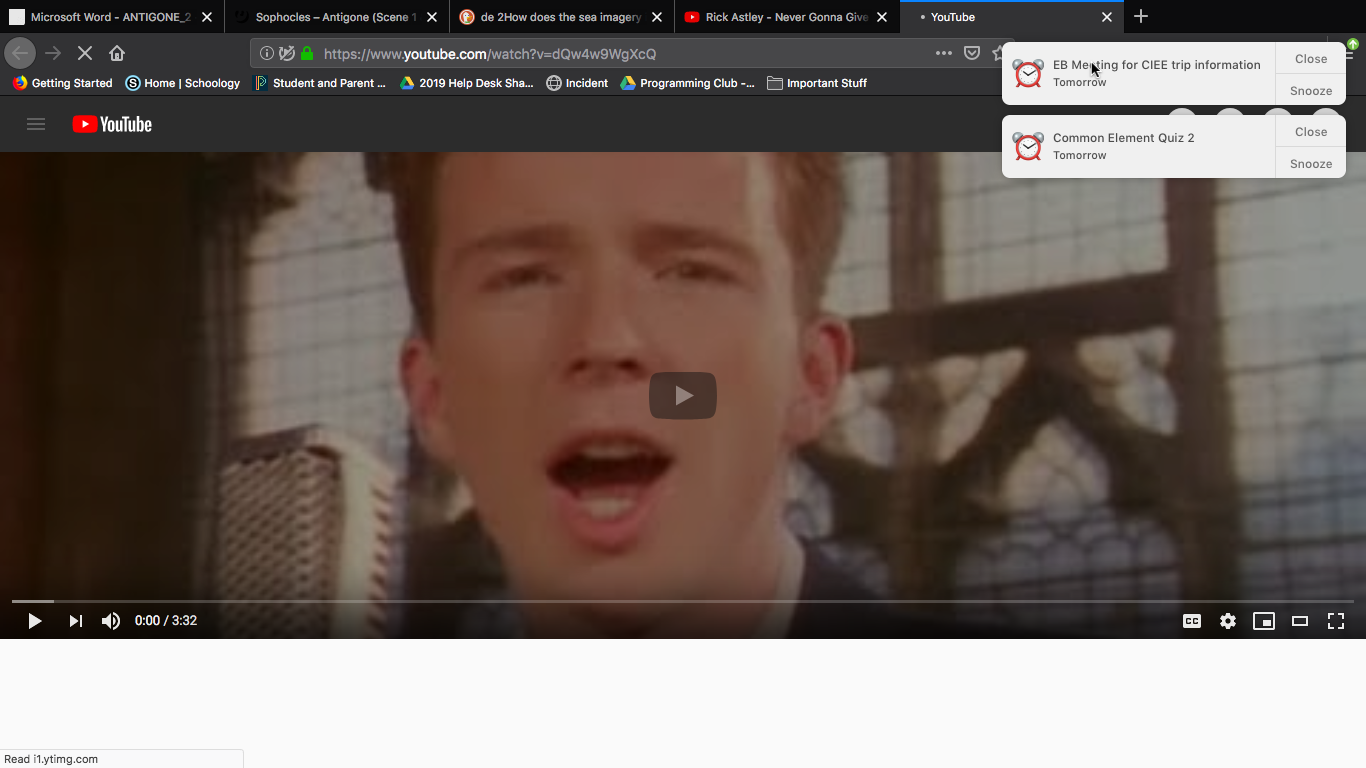 Microsoft Word - ANTIGONE_2
Sophocles – Antigone (Scene 1
de 2How does the sea imagery
Rick Astley - Never Gonna Give
YouTube
https://www.youtube.com/watch?v=dQw4w9WgXcQ
Getting Started
Home | Schoology
Student and Parent ...
2019 Help Desk Sha...
Incident
Programming Club -...
Important Stuff
EB Meeting for CIEE trip information
Tomorrow
Close
Snooze
Common Element Quiz 2
Tomorrow
Close
Snooze
YouTube
0:00 / 3:32
CC
Read i1.ytimg.com